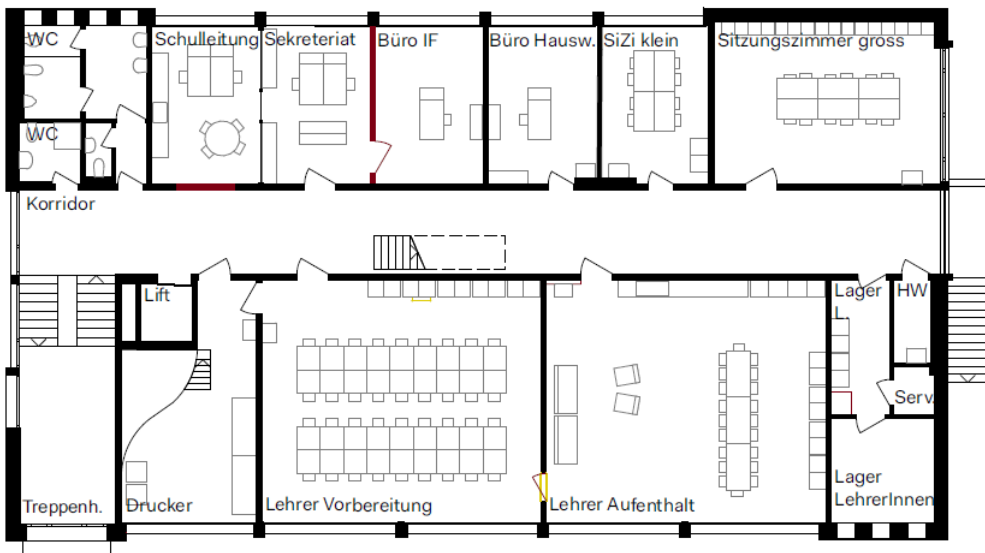 WC
Schulleitung
Sekreteriat
Büro IF
Büro Hausw.
SiZi klein
Sitzungszimmer gross
WC
Korridor
Lift
Lager
L.
HW
Serv.
Treppenh.
Drucker
Lehrer Vorbereitung
Lehrer Aufenthalt
Lager
LehrerInnen